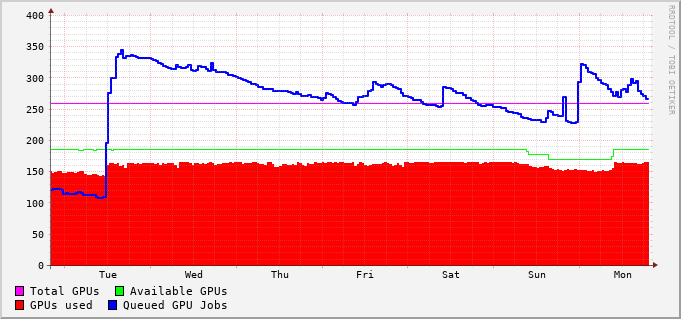 400
350
300
250
200
150
100
50
0
Tue Wed Thu Fri Sat Sun Mon
Total GPUs Available GPUs
GPUs used Queued GPU Jobs
RRDTOOL / TOBI OETIKER